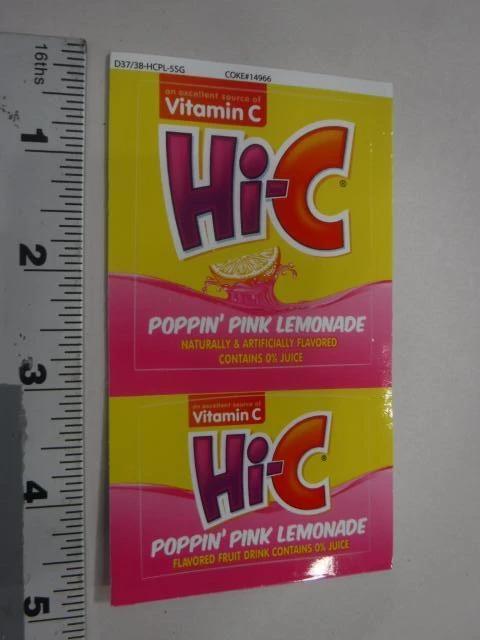 16ths
1
2
3
4
5
D37/38-HCPL-5SG COKE#14966
an excellent source of
Vitamin C
Hi-C®
POPPIN' PINK LEMONADE
NATURALLY & ARTIFICIALLY FLAVORED
CONTAINS 0% JUICE
an excellent source of
Vitamin C
Hi-C®
POPPIN' PINK LEMONADE
FLAVORED FRUIT DRINK CONTAINS 0% JUICE